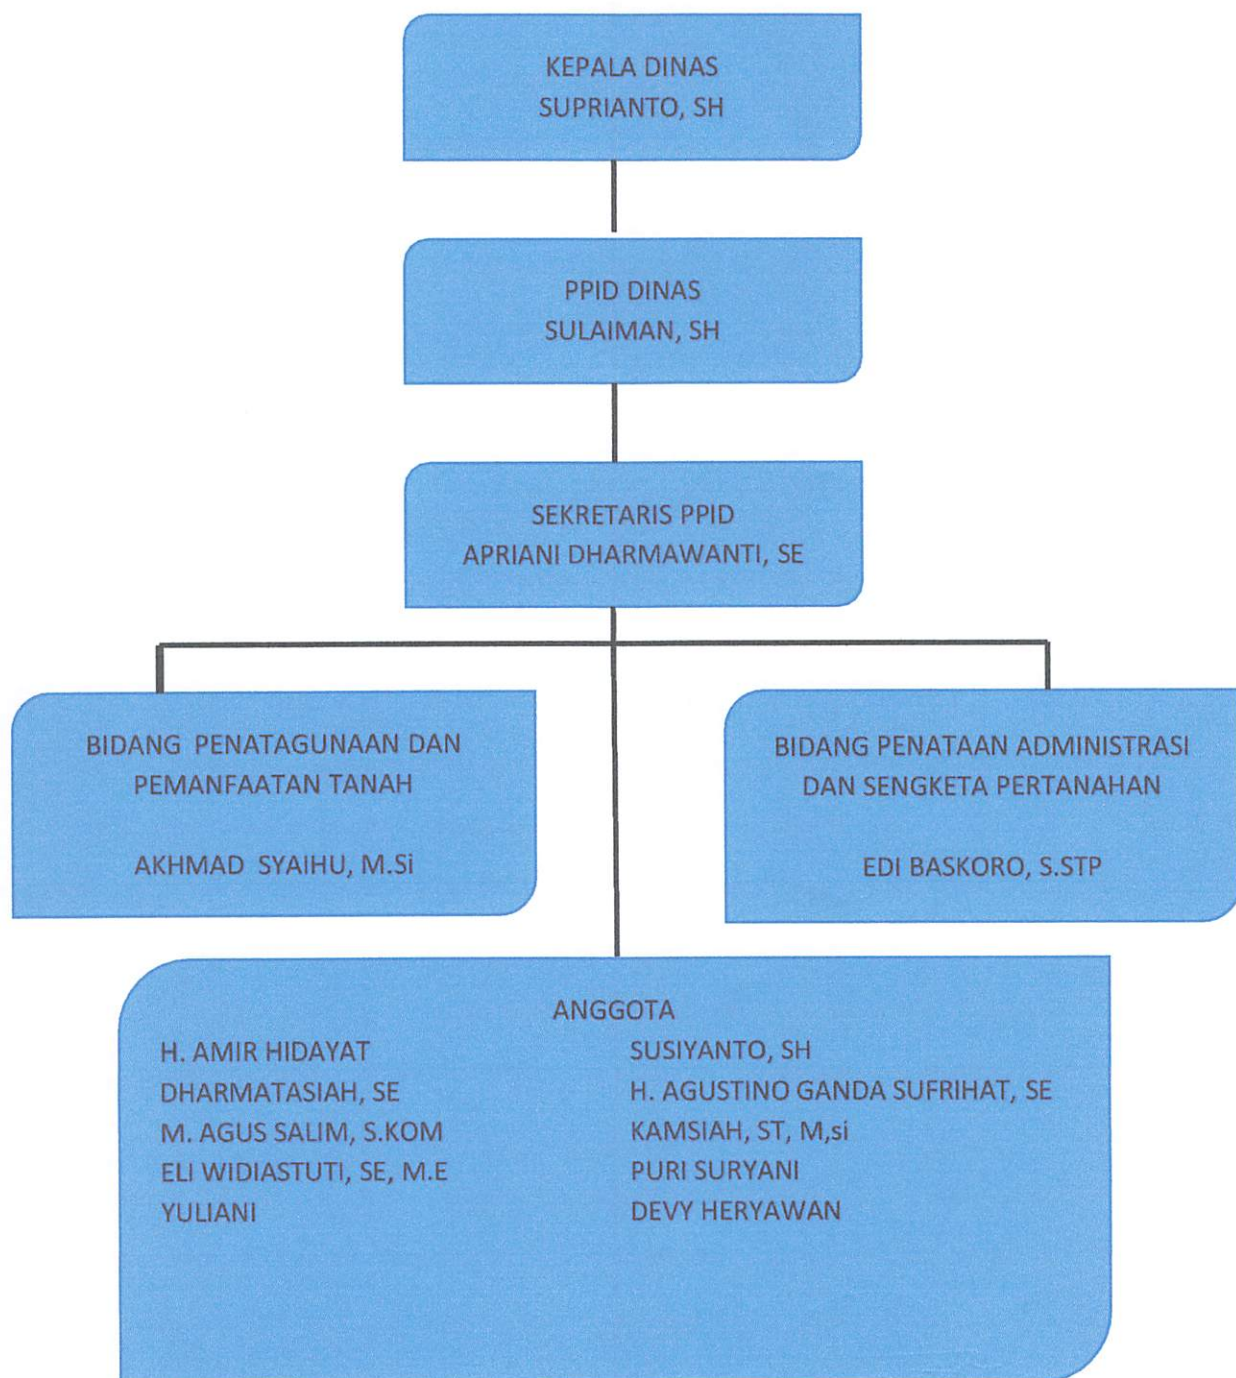 KEPALA DINAS
SUPRIANTO, SH
PPID DINAS
SULAIMAN, SH
SEKRETARIS PPID
APRIANI DHARMAWANTI, SE
BIDANG PENATAGUNAAN DAN
PEMANFAATAN TANAH
AKHMAD SYAIHU, M.Si
BIDANG PENATAAN ADMINISTRASI
DAN SENGKETA PERTANAHAN
EDI BASKORO, S.STP
ANGGOTA
H. AMIR HIDAYAT
DHARMATASIAH, SE
M. AGUS SALIM, S.KOM
ELI WIDIASTUTI, SE, M.E
YULIANI
SUSIYANTO, SH
H. AGUSTINO GANDA SUFRIHAT, SE
KAMSIAH, ST, M,si
PURI SURYANI
DEVY HERYAWAN